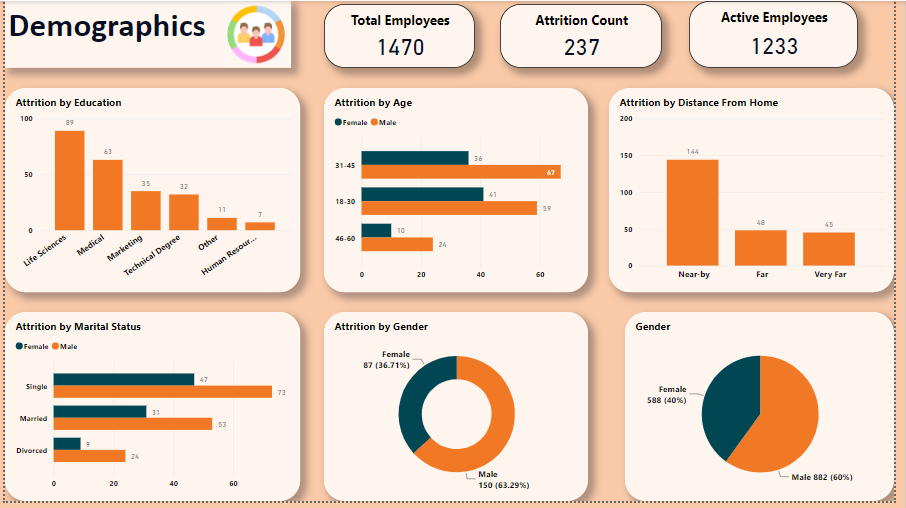 Demographics
Total Employees
1470
Attrition Count
237
Active Employees
1233
Attrition by Education
100
50
0
89
63
35
32
11
7
Life Sciences
Medical
Marketing
Technical Degree
Other
Human Resour...
Attrition by Age
Female Male
31-45
36
67
18-30
41
59
46-60
10
24
0 20 40 60
Attrition by Distance From Home
200
150
100
50
0
144
48
45
Near-by Far Very Far
Attrition by Marital Status
Female Male
Single
47
73
Married
31
53
Divorced
9
24
0 20 40 60
Attrition by Gender
Female
87 (36.71%)
Male
150 (63.29%)
Gender
Female
588 (40%)
Male 882 (60%)